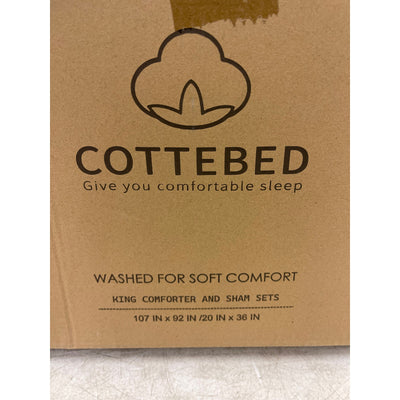 COTTEBED
Give you comfortable sleep
WASHED FOR SOFT COMFORT
KING COMFORTER AND SHAM SETS
107 IN x 92 IN /20 IN x 36 IN